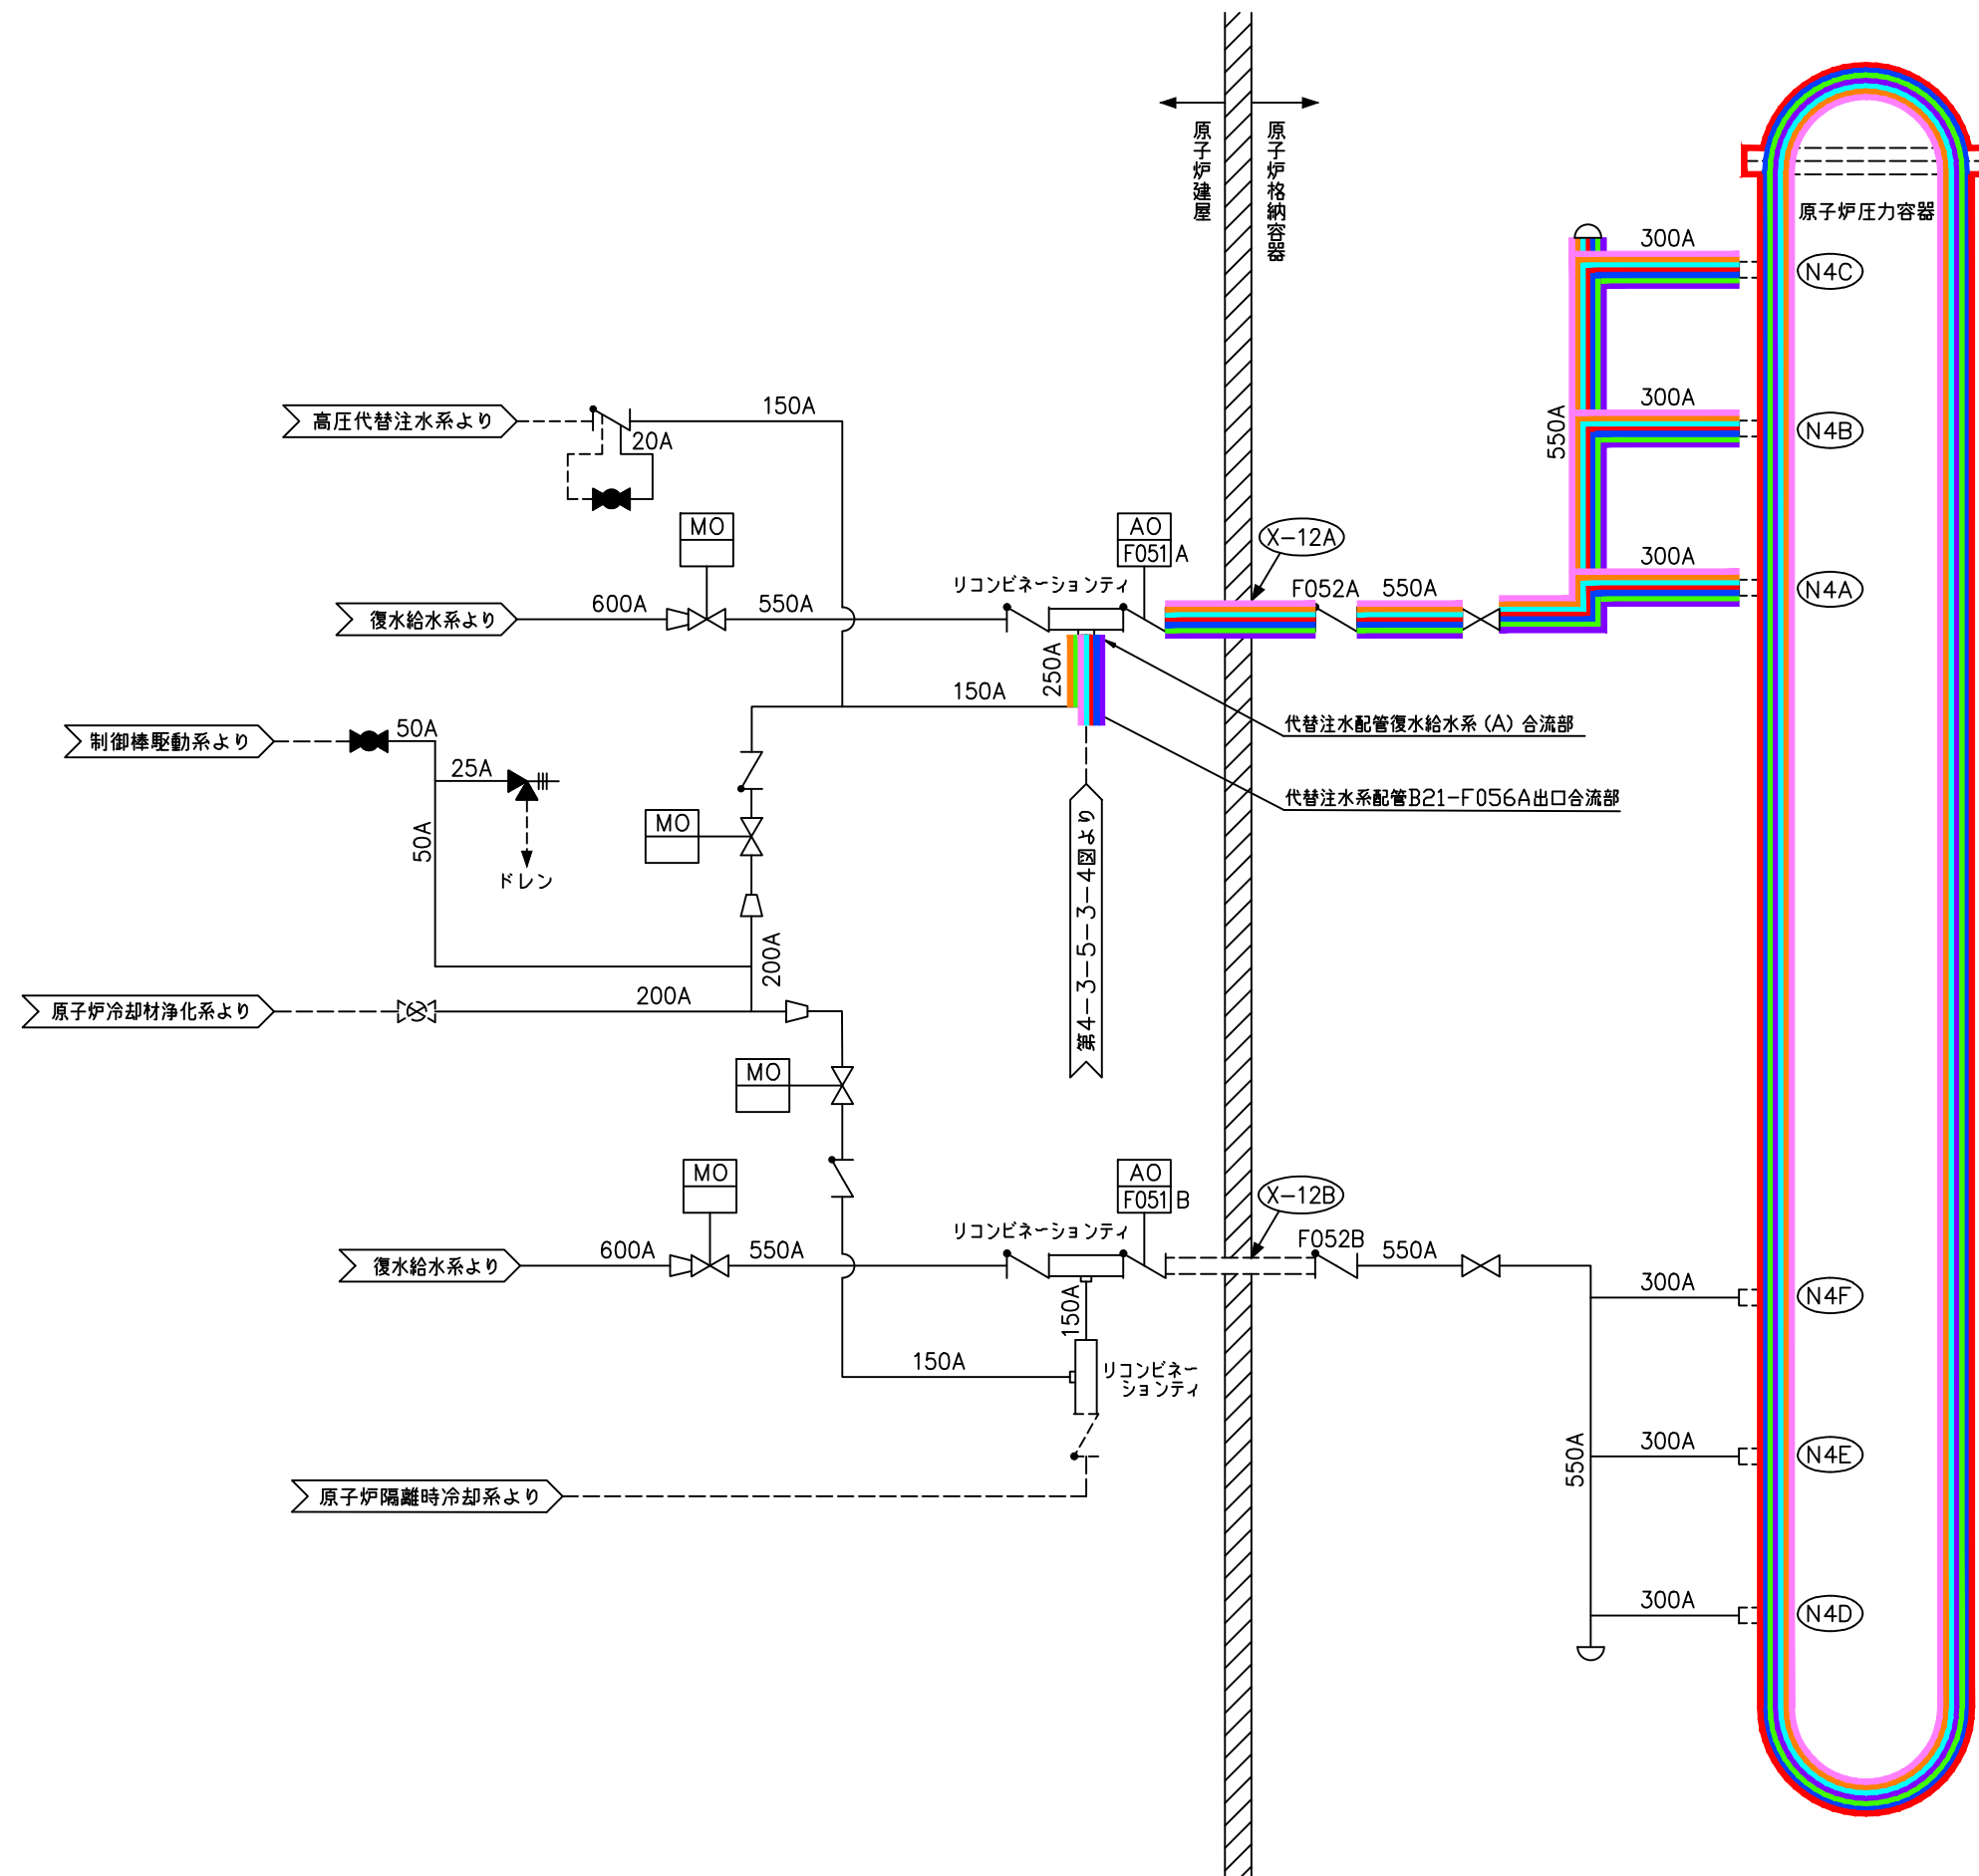 原子炉建屋
原子炉格納容器
原子炉圧力容器
300A
N4C
高圧代替注水系より
150A
20A
550A
300A
N4B
MO
AO
F051 A
X-12A
リコンビネーションティ
F052A
550A
300A
N4A
復水給水系より
600A
550A
250A
150A
代替注水配管復水給水系 (A) 合流部
制御棒駆動系より
50A
25A
代替注水系配管B21-F056A出口合流部
MO
50A
ドレン
第4-3-5-3-4図より
200A
原子炉冷却材浄化系より
200A
MO
MO
AO
F051 B
X-12B
リコンビネーションティ
F052B
復水給水系より
600A
550A
550A
300A
N4F
150A
150A
リコンビネー
ションティ
550A
300A
N4E
原子炉隔離時冷却系より
300A
N4D